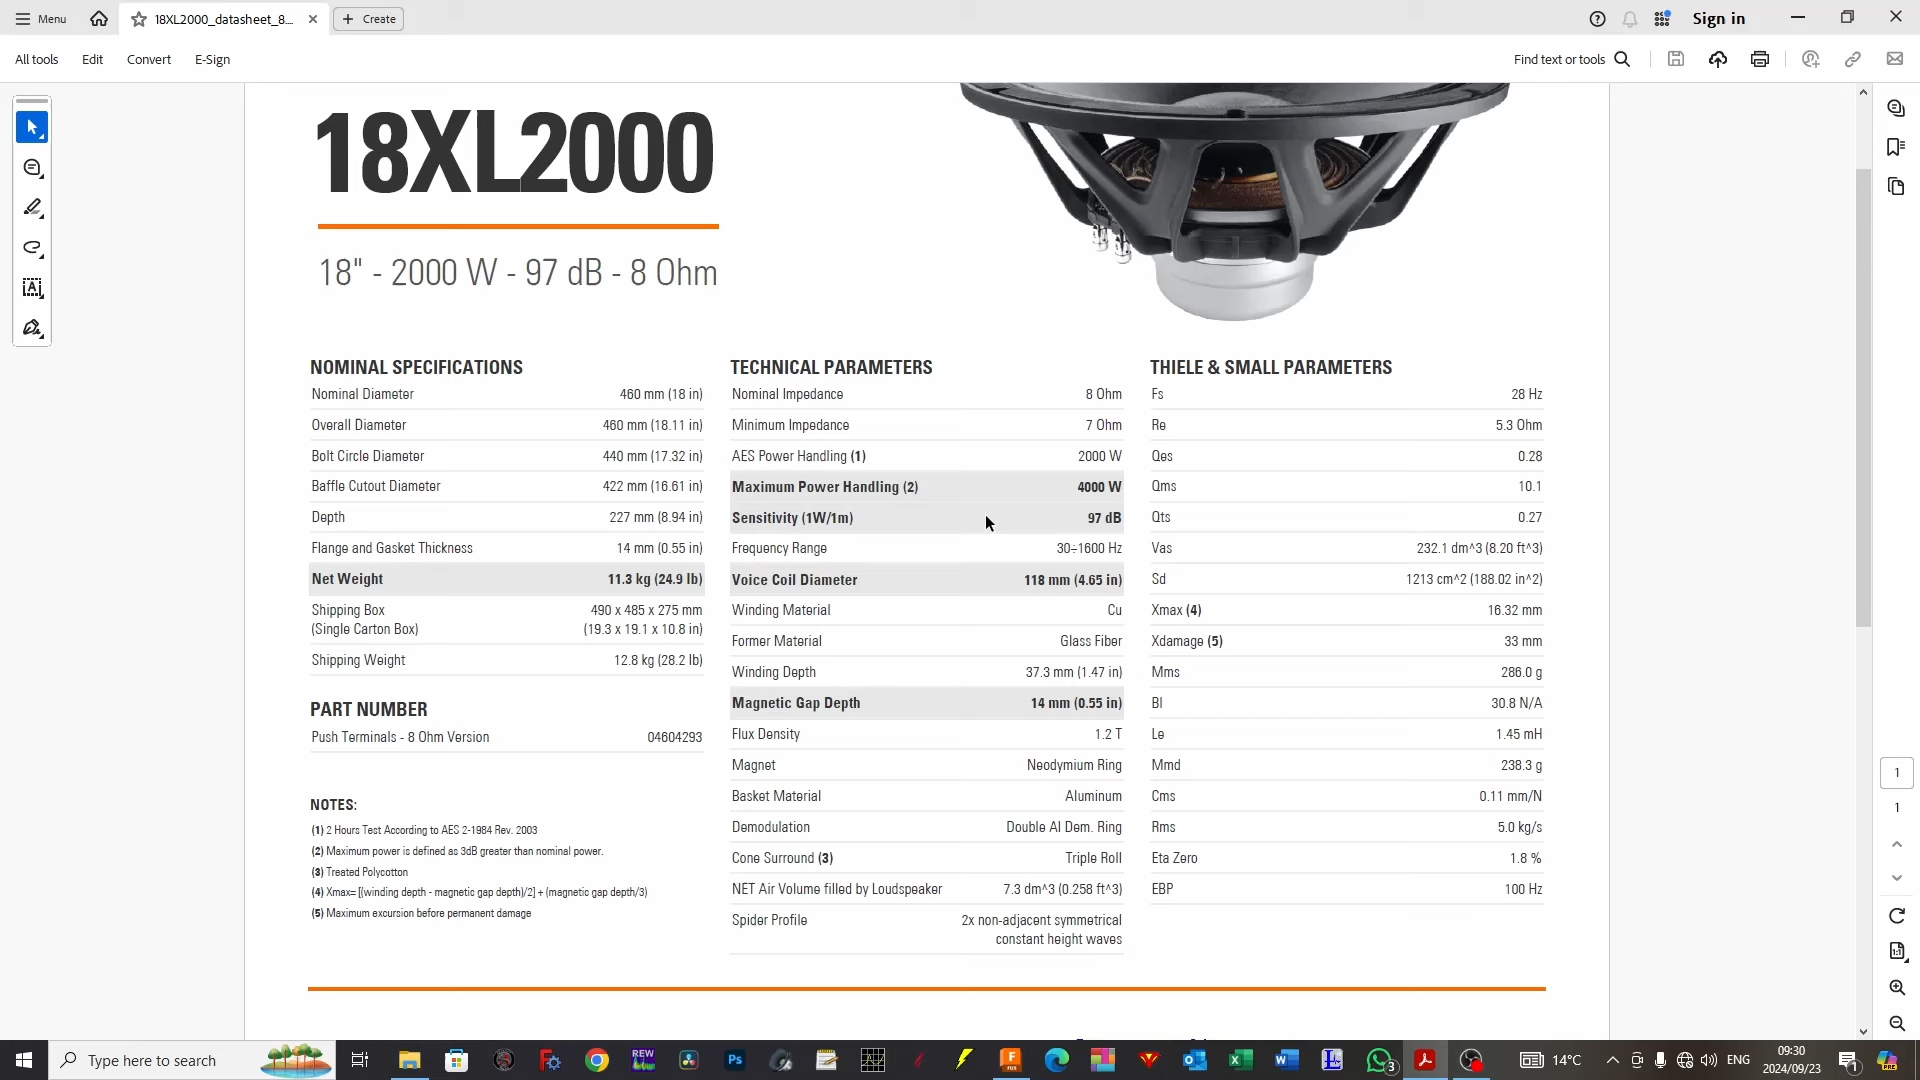 Menu
18XL2000_datasheet_8...
Create
Sign in
All tools
Edit
Convert
E-Sign
Find text or tools
18XL2000
18" - 2000 W - 97 dB - 8 Ohm
NOMINAL SPECIFICATIONS
Nominal Diameter 460 mm (18 in)
Overall Diameter 460 mm (18.11 in)
Bolt Circle Diameter 440 mm (17.32 in)
Baffle Cutout Diameter 422 mm (16.61 in)
Depth 227 mm (8.94 in)
Flange and Gasket Thickness 14 mm (0.55 in)
Net Weight 11.3 kg (24.9 lb)
Shipping Box 490 x 485 x 275 mm
(Single Carton Box) (19.3 x 19.1 x 10.8 in)
Shipping Weight 12.8 kg (28.2 lb)
PART NUMBER
Push Terminals - 8 Ohm Version 04604293
NOTES:
(1) 2 Hours Test According to AES 2-1984 Rev. 2003
(2) Maximum power is defined as 3dB greater than nominal power.
(3) Treated Polycotton
(4) Xmax= [(winding depth - magnetic gap depth)/2] + (magnetic gap depth/3)
(5) Maximum excursion before permanent damage
TECHNICAL PARAMETERS
Nominal Impedance 8 Ohm
Minimum Impedance 7 Ohm
AES Power Handling (1) 2000 W
Maximum Power Handling (2) 4000 W
Sensitivity (1W/1m) 97 dB
Frequency Range 30÷1600 Hz
Voice Coil Diameter 118 mm (4.65 in)
Winding Material Cu
Former Material Glass Fiber
Winding Depth 37.3 mm (1.47 in)
Magnetic Gap Depth 14 mm (0.55 in)
Flux Density 1.2 T
Magnet Neodymium Ring
Basket Material Aluminum
Demodulation Double Al Dem. Ring
Cone Surround (3) Triple Roll
NET Air Volume filled by Loudspeaker 7.3 dm^3 (0.258 ft^3)
Spider Profile 2x non-adjacent symmetrical
constant height waves
THIELE & SMALL PARAMETERS
Fs 28 Hz
Re 5.3 Ohm
Qes 0.28
Qms 10.1
Qts 0.27
Vas 232.1 dm^3 (8.20 ft^3)
Sd 1213 cm^2 (188.02 in^2)
Xmax (4) 16.32 mm
Xdamage (5) 33 mm
Mms 286.0 g
Bl 30.8 N/A
Le 1.45 mH
Mmd 238.3 g
Cms 0.11 mm/N
Rms 5.0 kg/s
Eta Zero 1.8 %
EBP 100 Hz
1
1
Type here to search
REW
Ps
F
3
14°C
ENG
09:30
2024/09/23
1